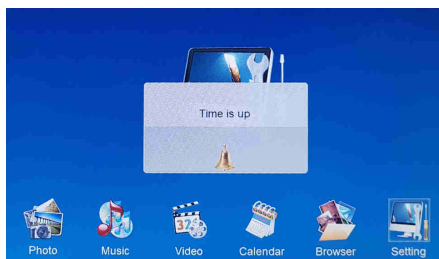 Time is up
Photo
Music
Video
Calendar
Browser
Setting